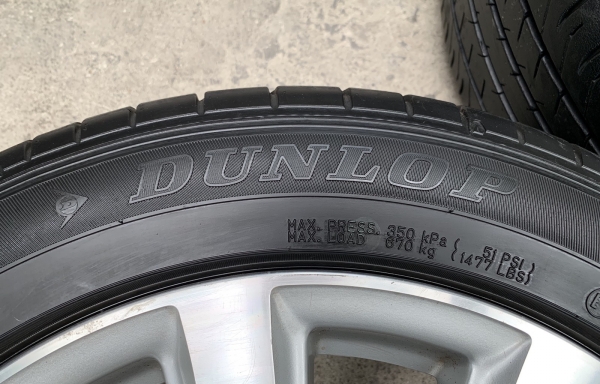 DUNLOP
MAX. PRESS. 350 kPa ( 51 PSI )
MAX. LOAD 670 kg ( 1477 LBS )